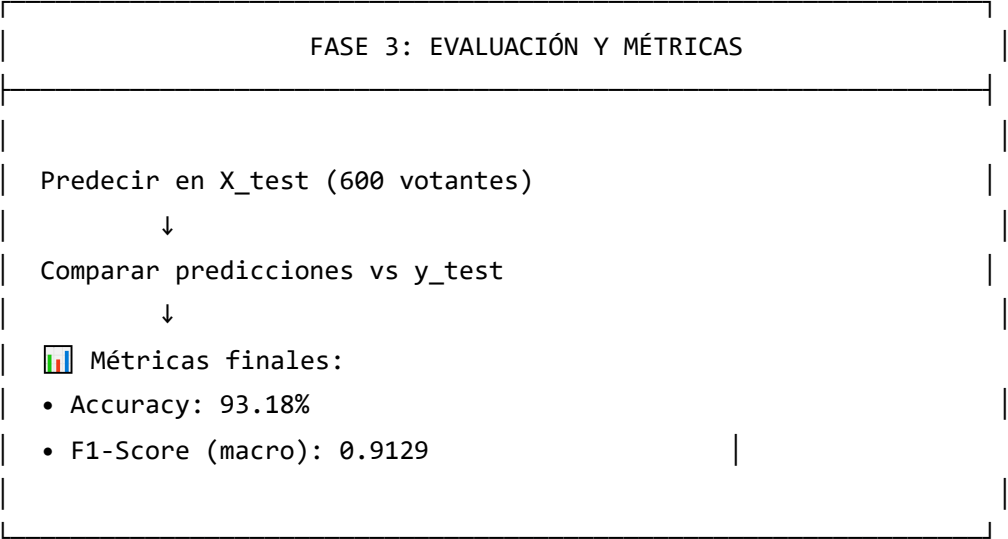 FASE 3: EVALUACIÓN Y MÉTRICAS
Predecir en X_test (600 votantes)
↓
Comparar predicciones vs y_test
↓
📊 Métricas finales:
• Accuracy: 93.18%
• F1-Score (macro): 0.9129